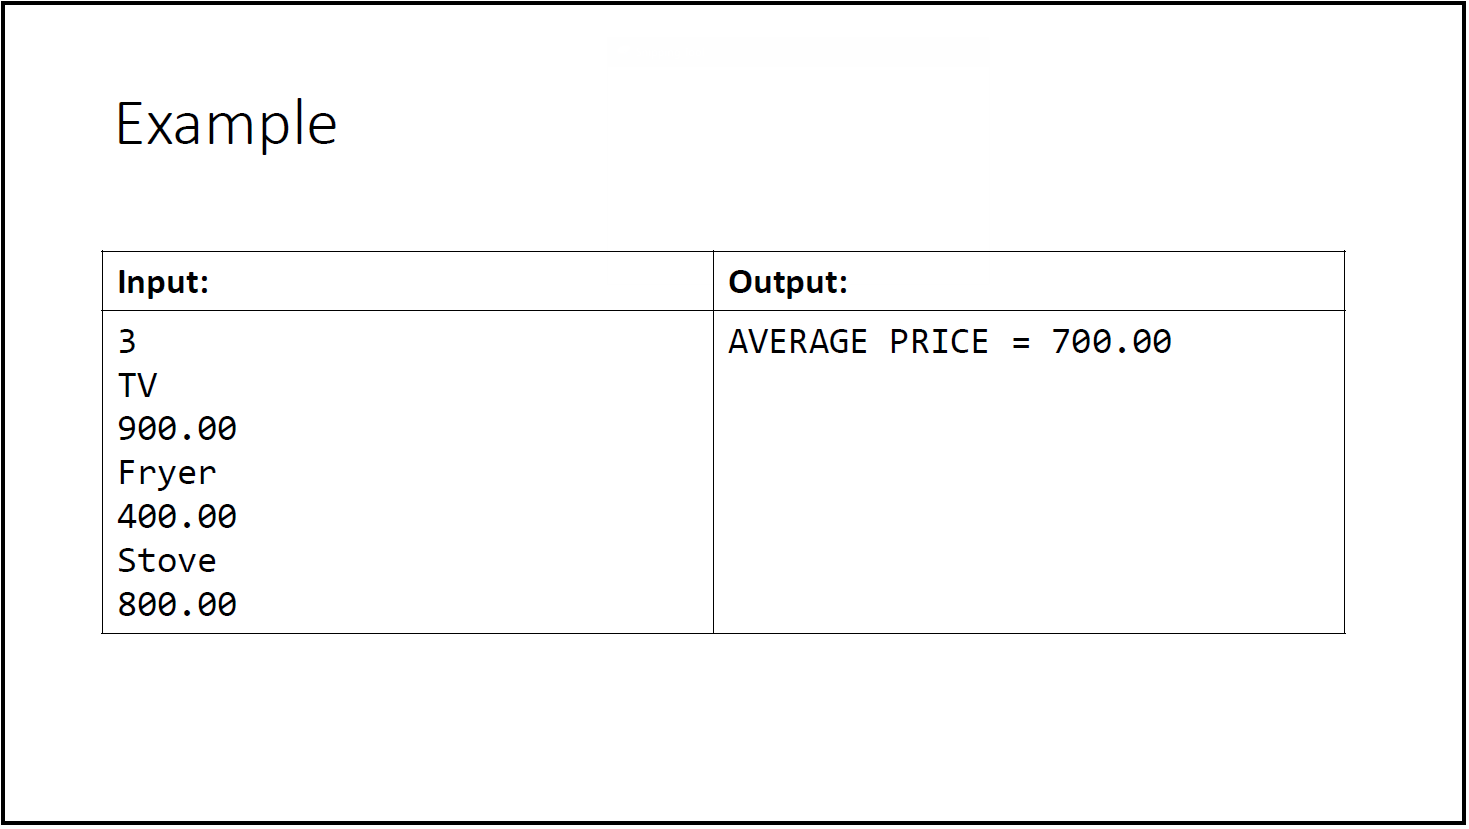 Example
Input:
Output:
3
TV
900.00
Fryer
400.00
Stove
800.00
AVERAGE PRICE = 700.00